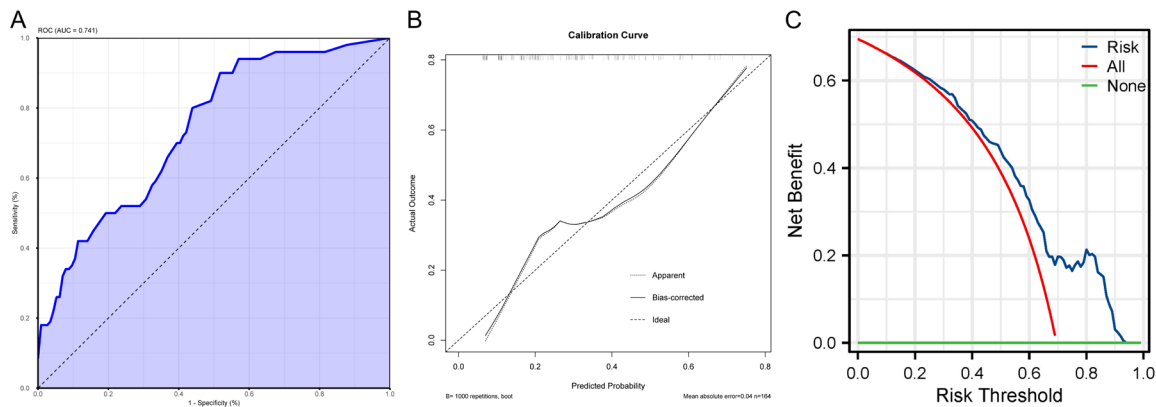 A
ROC (AUC = 0.741)
1.0
0.8
0.6
0.4
0.2
0.0
Sensitivity (%)
0.0 0.2 0.4 0.6 0.8 1.0
1 - Specificity (%)
B
Calibration Curve
0.8
0.6
0.4
0.2
0.0
Actual Outcome
Apparent
Bias-corrected
Ideal
0.0 0.2 0.4 0.6 0.8
Predicted Probability
B= 1000 repetitions, boot
Mean absolute error=0.04 n=164
C
Risk
All
None
0.6
0.4
0.2
0.0
Net Benefit
0.0 0.2 0.4 0.6 0.8 1.0
Risk Threshold